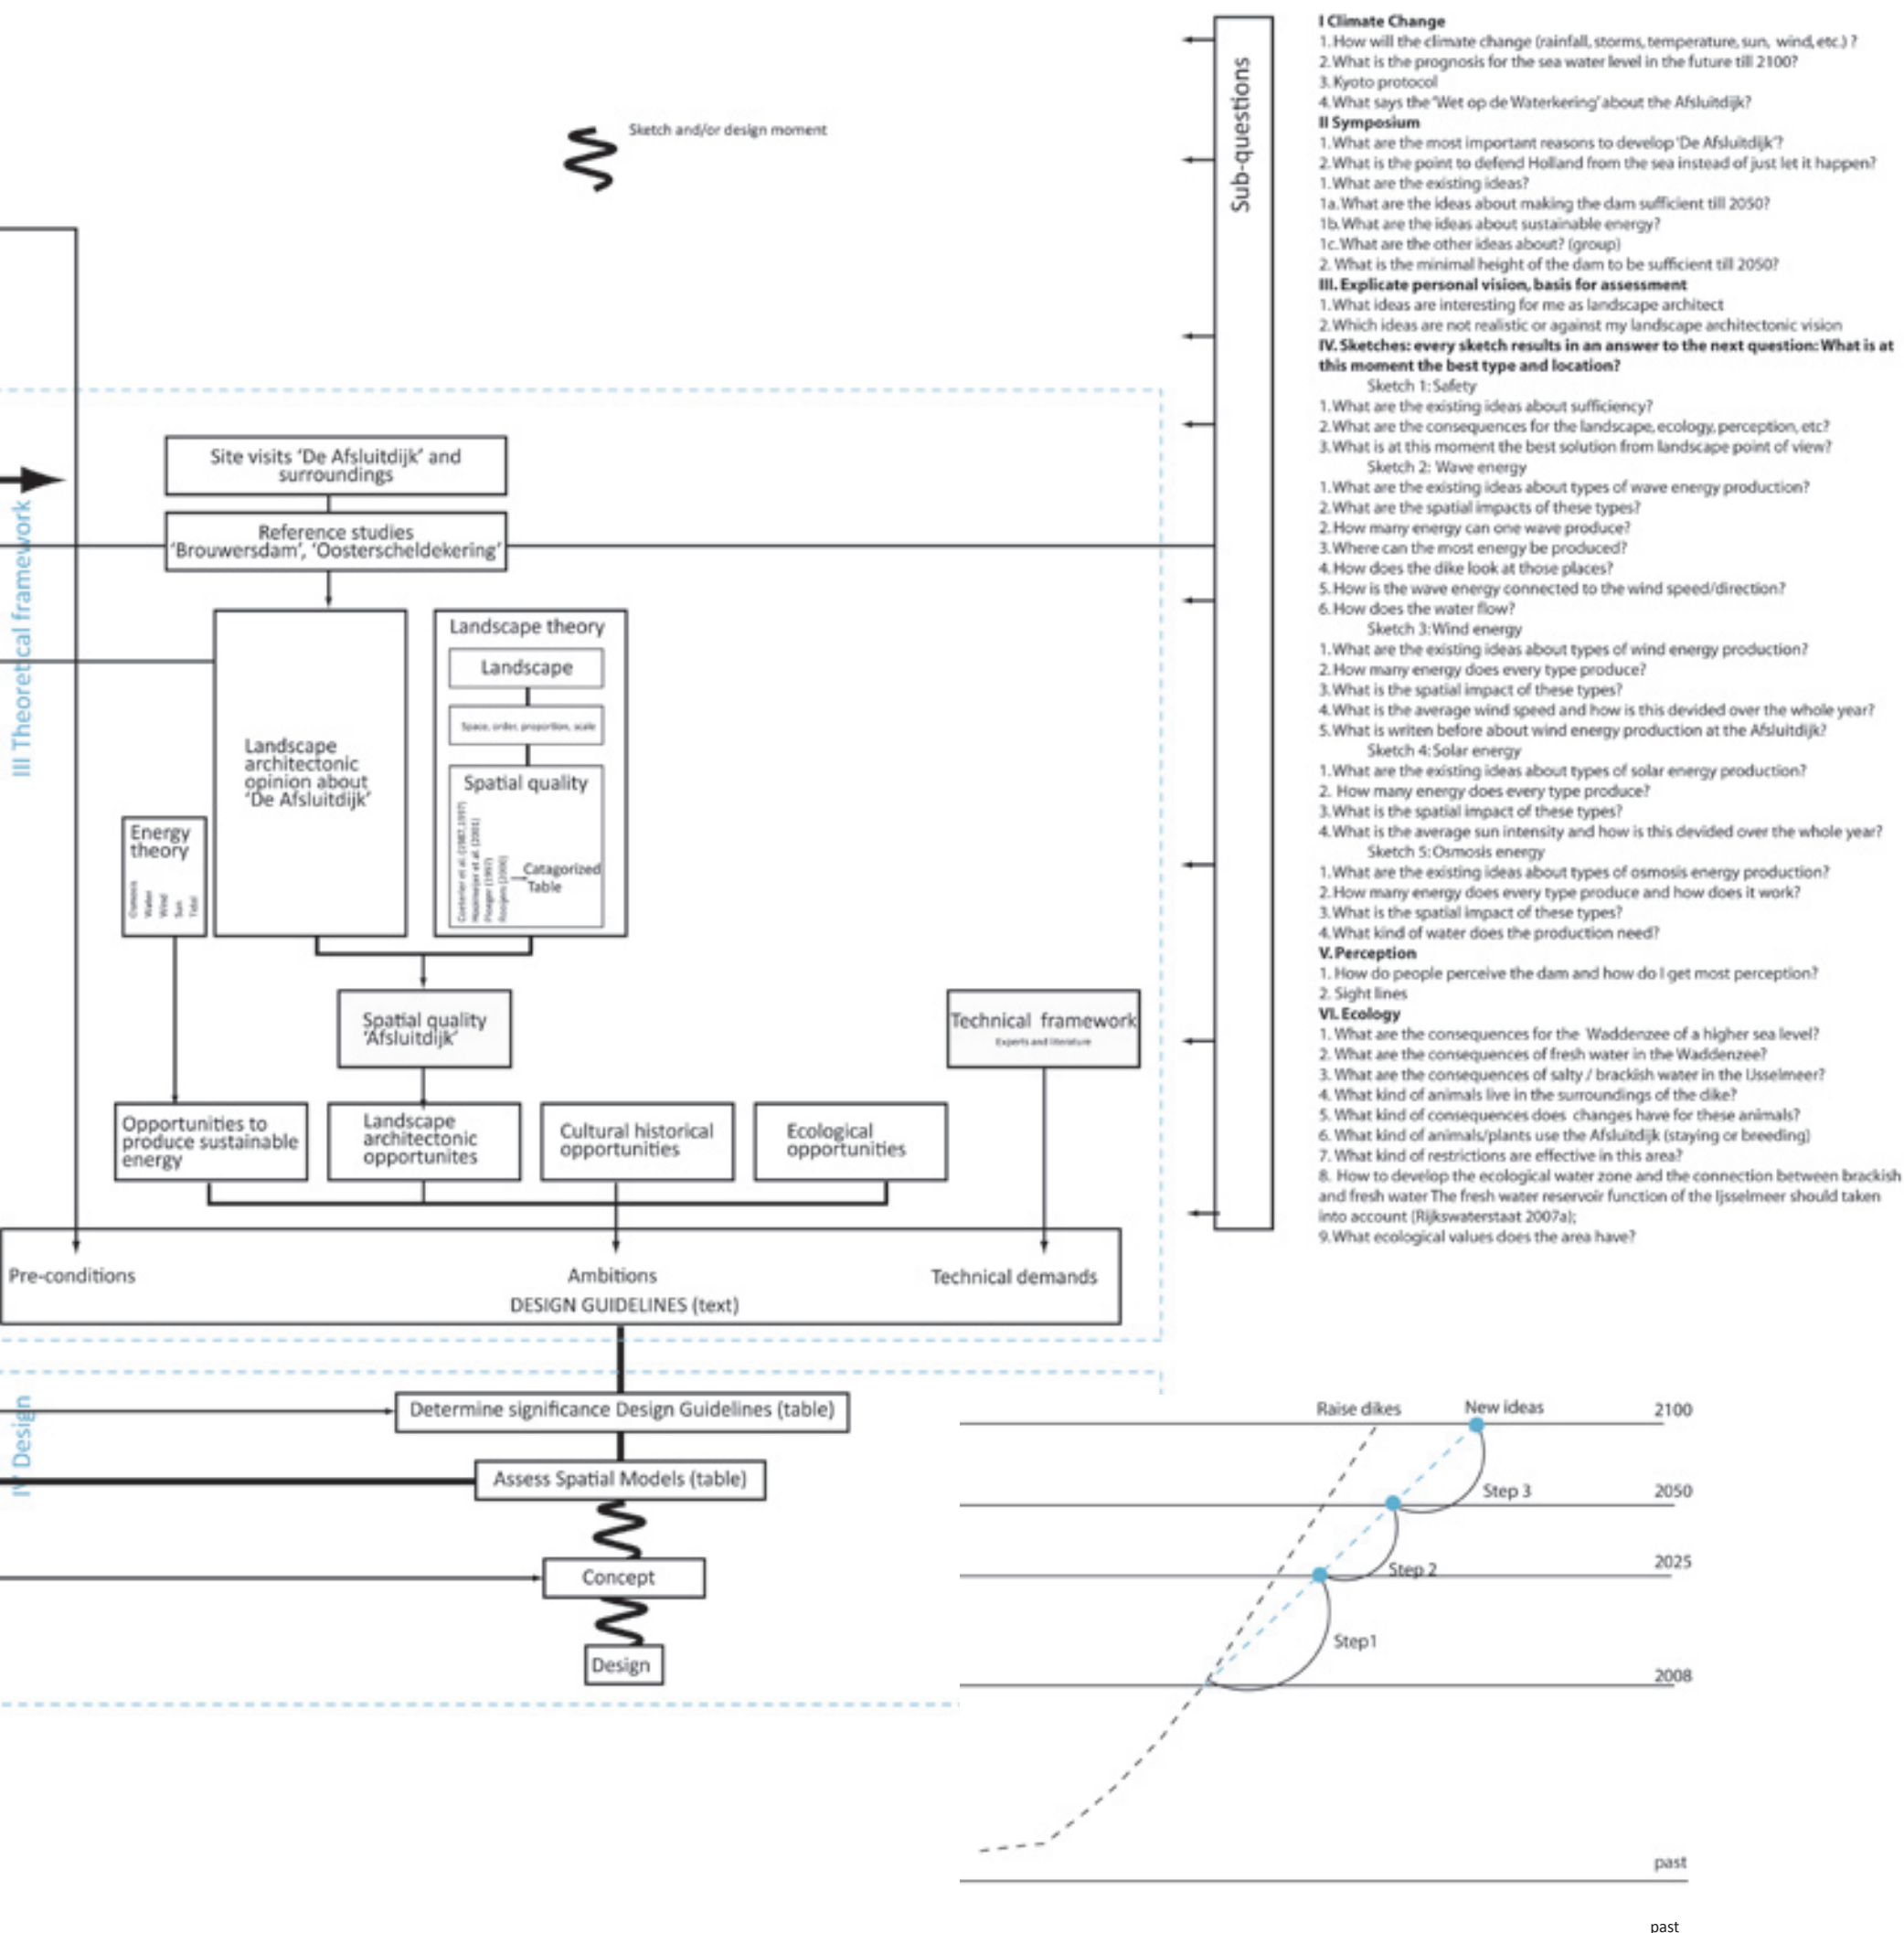 Sketch and/or design moment
III Theoretical framework
Site visits ‘De Afsluitdijk’ and
surroundings
Reference studies
‘Brouwersdam’, ‘Oosterscheldekering’
Landscape
architectonic
opinion about
‘De Afsluitdijk’
Landscape theory
Landscape
Space, order, proportion, scale
Spatial quality
Catagorized
Table
Energy
theory
Osmosis
Water
Wind
Sun
Spatial quality
‘Afsluitdijk’
Technical framework
Experts and literature
Opportunities to
produce sustainable
energy
Landscape
architectonic
opportunites
Cultural historical
opportunities
Ecological
opportunities
Pre-conditions
Ambitions
Technical demands
DESIGN GUIDELINES (text)
IV Design
Determine significance Design Guidelines (table)
Assess Spatial Models (table)
Concept
Design
Sub-questions
I Climate Change
1. How will the climate change (rainfall, storms, temperature, sun, wind, etc.) ?
2. What is the prognosis for the sea water level in the future till 2100?
3. Kyoto protocol
4. What says the ‘Wet op de Waterkering’ about the Afsluitdijk?
II Symposium
1. What are the most important reasons to develop ‘De Afsluitdijk’?
2. What is the point to defend Holland from the sea instead of just let it happen?
1. What are the existing ideas?
1a. What are the ideas about making the dam sufficient till 2050?
1b. What are the ideas about sustainable energy?
1c. What are the other ideas about? (group)
2. What is the minimal height of the dam to be sufficient till 2050?
III. Explicate personal vision, basis for assessment
1. What ideas are interesting for me as landscape architect
2. Which ideas are not realistic or against my landscape architectonic vision
IV. Sketches: every sketch results in an answer to the next question: What is at
this moment the best type and location?
Sketch 1: Safety
1. What are the existing ideas about sufficiency?
2. What are the consequences for the landscape, ecology, perception, etc?
3. What is at this moment the best solution from landscape point of view?
Sketch 2: Wave energy
1. What are the existing ideas about types of wave energy production?
2. What are the spatial impacts of these types?
2. How many energy can one wave produce?
3. Where can the most energy be produced?
4. How does the dike look at those places?
5. How is the wave energy connected to the wind speed/direction?
6. How does the water flow?
Sketch 3: Wind energy
1. What are the existing ideas about types of wind energy production?
2. How many energy does every type produce?
3. What is the spatial impact of these types?
4. What is the average wind speed and how is this devided over the whole year?
5. What is writen before about wind energy production at the Afsluitdijk?
Sketch 4: Solar energy
1. What are the existing ideas about types of solar energy production?
2. How many energy does every type produce?
3. What is the spatial impact of these types?
4. What is the average sun intensity and how is this devided over the whole year?
Sketch 5: Osmosis energy
1. What are the existing ideas about types of osmosis energy production?
2. How many energy does every type produce and how does it work?
3. What is the spatial impact of these types?
4. What kind of water does the production need?
V. Perception
1. How do people perceive the dam and how do I get most perception?
2. Sight lines
VI. Ecology
1. What are the consequences for the Waddenzee of a higher sea level?
2. What are the consequences of fresh water in the Waddenzee?
3. What are the consequences of salty / brackish water in the IJsselmeer?
4. What kind of animals live in the surroundings of the dike?
5. What kind of consequences does changes have for these animals?
6. What kind of animals/plants use the Afsluitdijk (staying or breeding)
7. What kind of restrictions are effective in this area?
8. How to develop the ecological water zone and the connection between brackish
and fresh water The fresh water reservoir function of the Ijsselmeer should taken
into account (Rijkswaterstaat 2007a);
9. What ecological values does the area have?
Raise dikes
New ideas
2100
Step 3
2050
Step 2
2025
Step1
2008
past
past